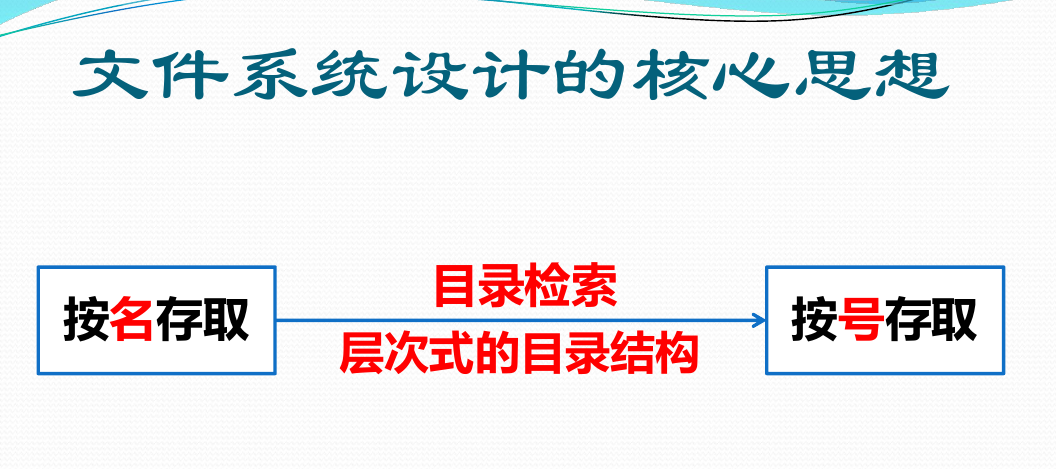 文件系统设计的核心思想
目录检索
按名存取
按号存取
层次式的目录结构